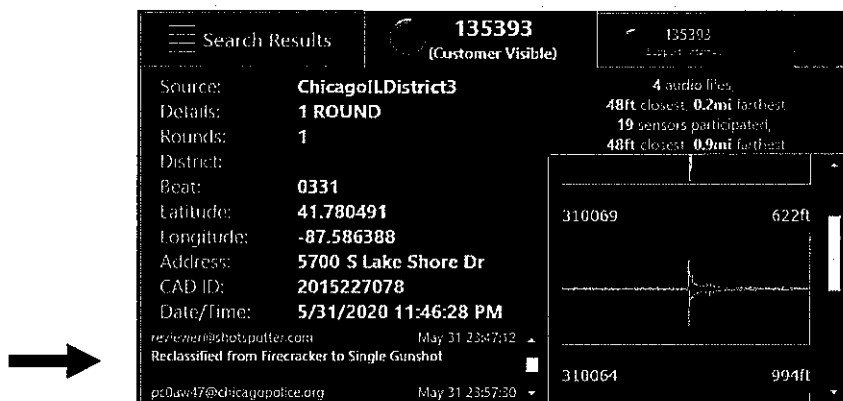 Search Results
135393
(Customer Visible)
135393
Source: ChicagoILDistrict3
Details: 1 ROUND
Rounds: 1
District:
Beat: 0331
Latitude: 41.780491
Longitude: -87.586388
Address: 5700 S Lake Shore Dr
CAD ID: 2015227078
Date/Time: 5/31/2020 11:46:28 PM
reviewer@shotspotter.com May 31 23:47:12
Reclassified from Firecracker to Single Gunshot
pc0aw47@chicagopolice.org May 31 23:57:30
4 audio files,
48ft closest, 0.2mi farthest
19 sensors participated,
48ft closest, 0.9mi farthest
310069 622ft
310064 994ft